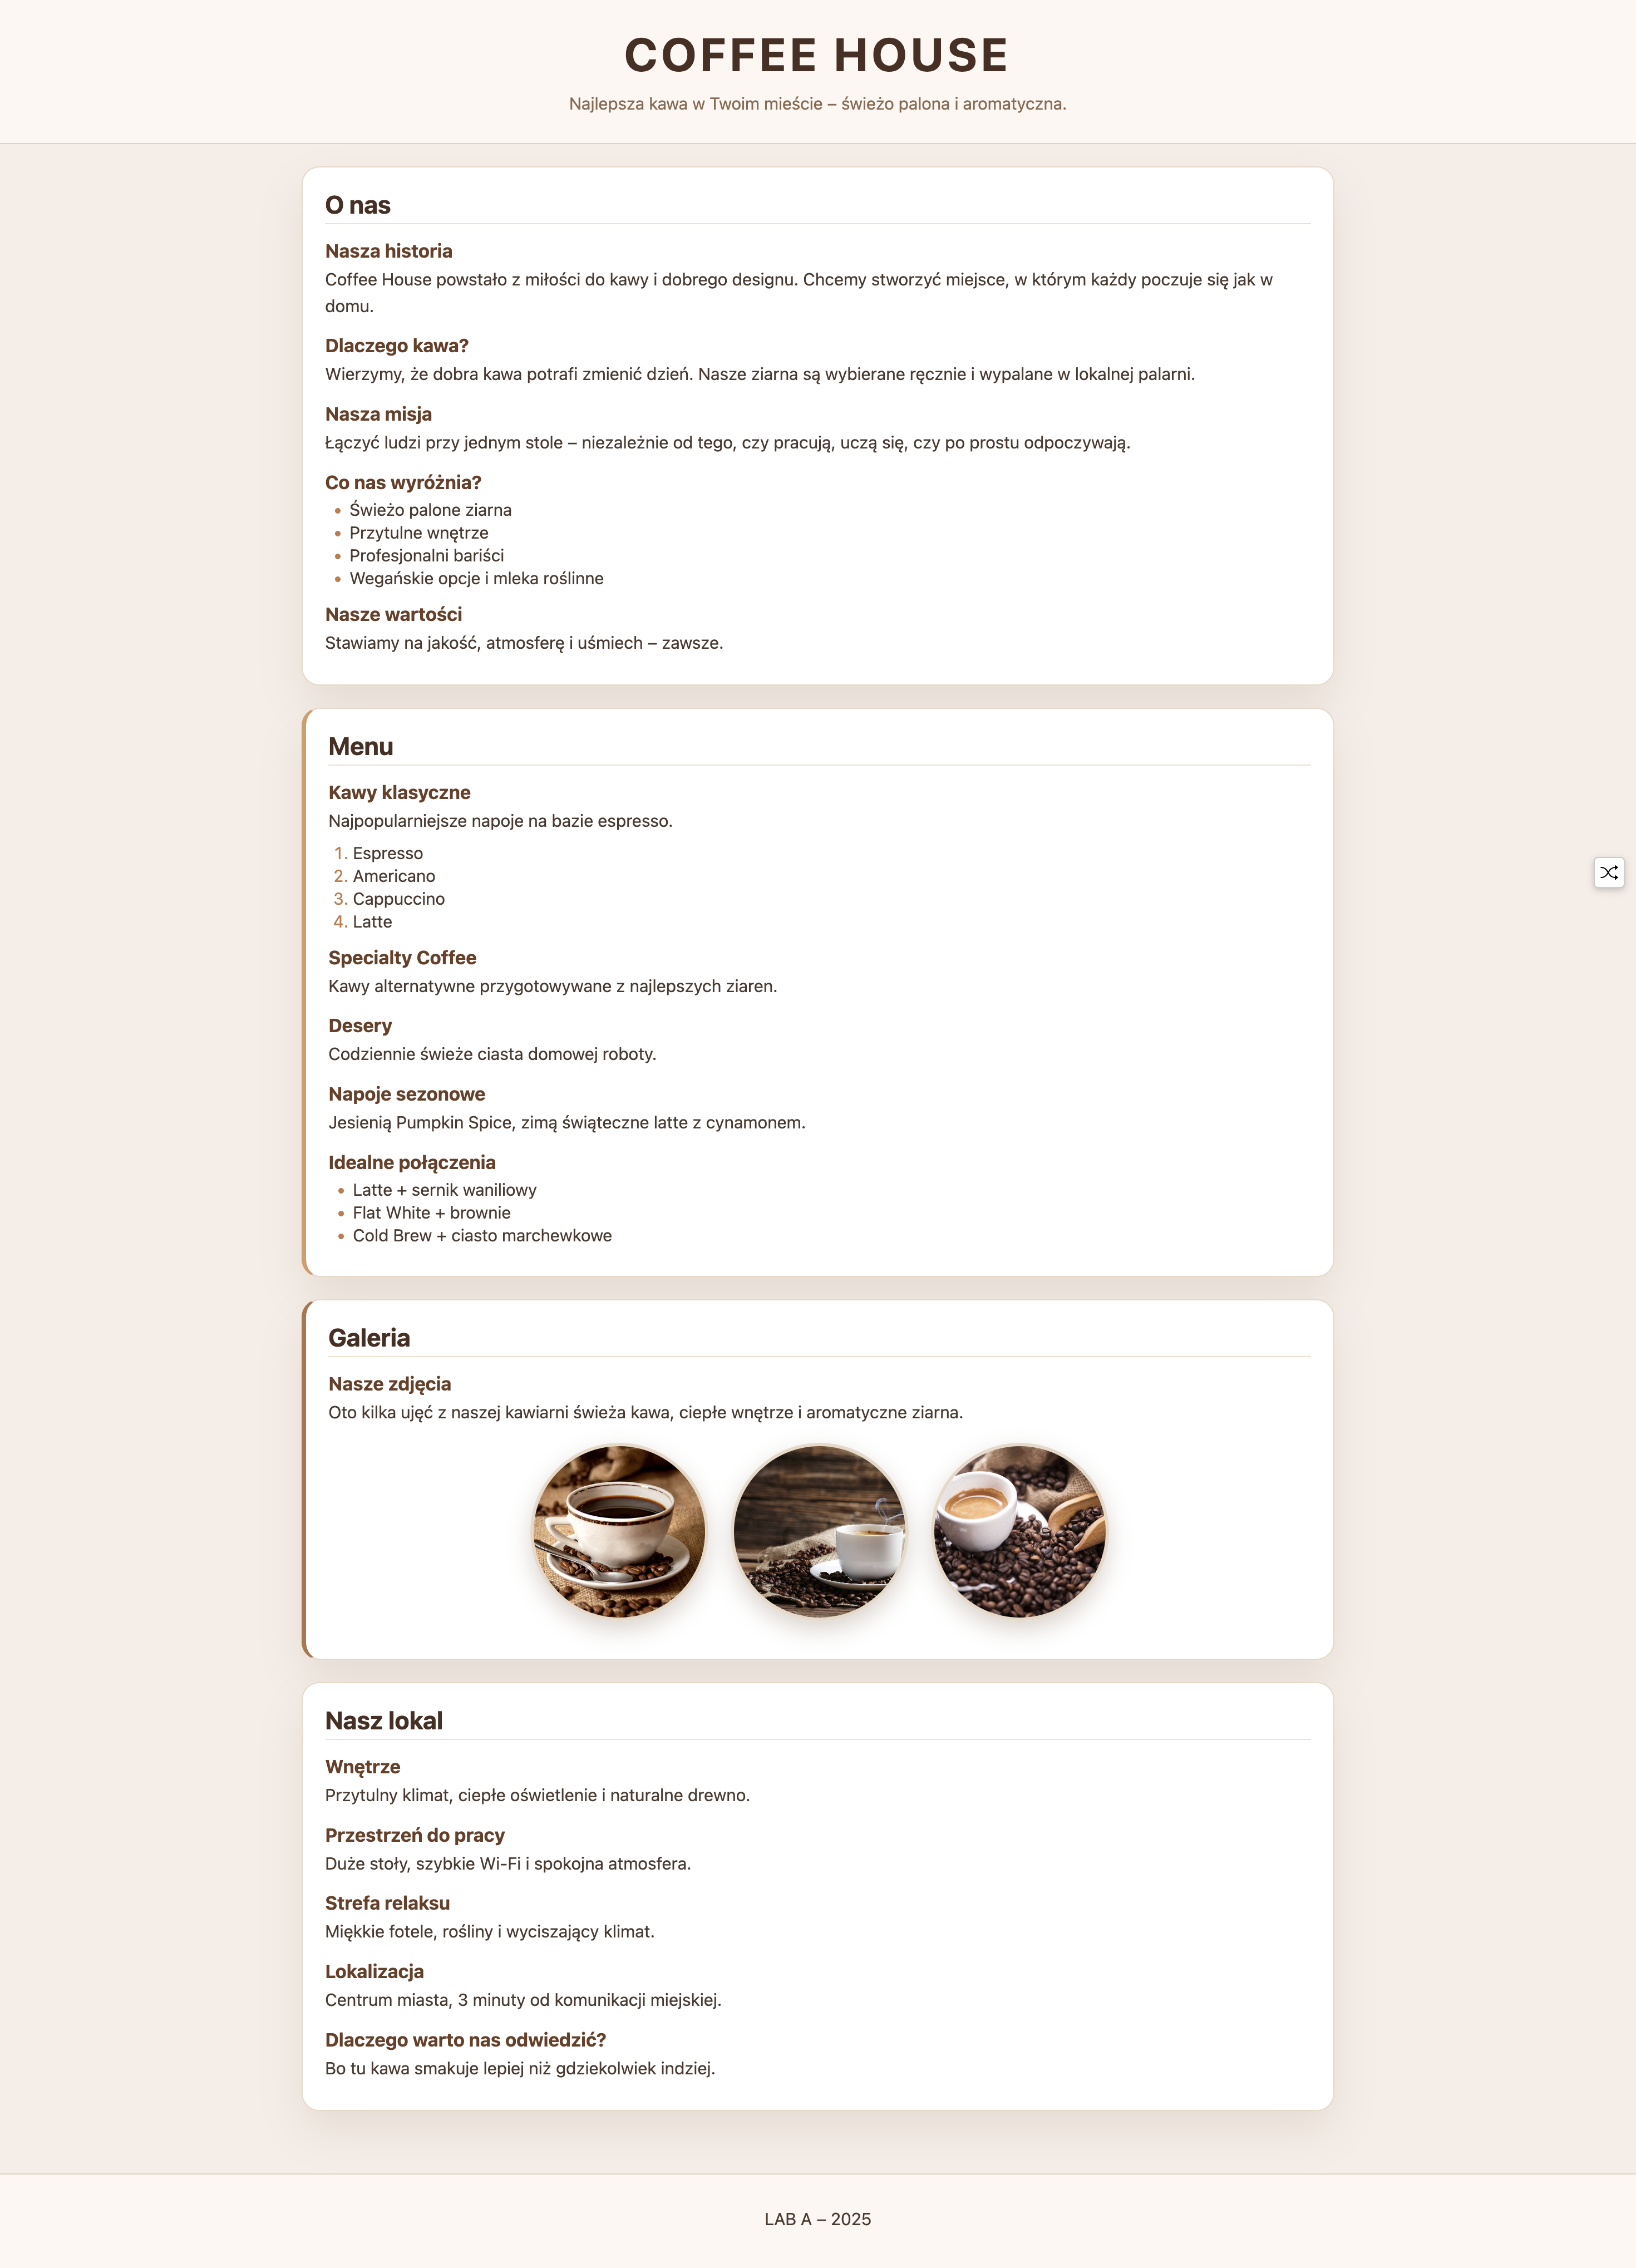 COFFEE HOUSE
Najlepsza kawa w Twoim mieście – świeżo palona i aromatyczna.
O nas
Nasza historia
Coffee House powstało z miłości do kawy i dobrego designu. Chcemy stworzyć miejsce, w którym każdy poczuje się jak w
domu.
Dlaczego kawa?
Wierzymy, że dobra kawa potrafi zmienić dzień. Nasze ziarna są wybierane ręcznie i wypalane w lokalnej palarni.
Nasza misja
Łączyć ludzi przy jednym stole – niezależnie od tego, czy pracują, uczą się, czy po prostu odpoczywają.
Co nas wyróżnia?
• Świeżo palone ziarna
• Przytulne wnętrze
• Profesjonalni bariści
• Wegańskie opcje i mleka roślinne
Nasze wartości
Stawiamy na jakość, atmosferę i uśmiech – zawsze.
Menu
Kawy klasyczne
Najpopularniejsze napoje na bazie espresso.
1. Espresso
2. Americano
3. Cappuccino
4. Latte
Specialty Coffee
Kawy alternatywne przygotowywane z najlepszych ziaren.
Desery
Codziennie świeże ciasta domowej roboty.
Napoje sezonowe
Jesienią Pumpkin Spice, zimą świąteczne latte z cynamonem.
Idealne połączenia
• Latte + sernik waniliowy
• Flat White + brownie
• Cold Brew + ciasto marchewkowe
Galeria
Nasze zdjęcia
Oto kilka ujęć z naszej kawiarni świeża kawa, ciepłe wnętrze i aromatyczne ziarna.
Nasz lokal
Wnętrze
Przytulny klimat, ciepłe oświetlenie i naturalne drewno.
Przestrzeń do pracy
Duże stoły, szybkie Wi-Fi i spokojna atmosfera.
Strefa relaksu
Miękkie fotele, rośliny i wyciszający klimat.
Lokalizacja
Centrum miasta, 3 minuty od komunikacji miejskiej.
Dlaczego warto nas odwiedzić?
Bo tu kawa smakuje lepiej niż gdziekolwiek indziej.
LAB A – 2025